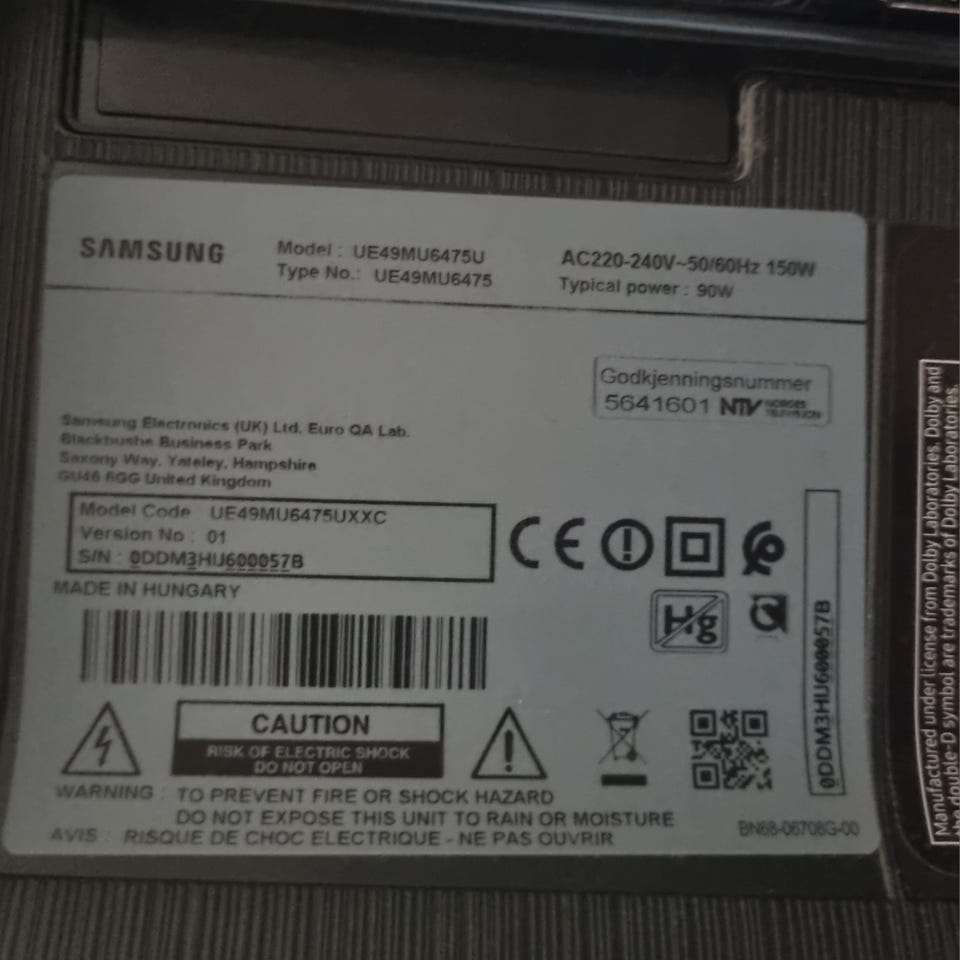 SAMSUNG
Model : UE49MU6475U
Type No.: UE49MU6475
AC220-240V~50/60Hz 150W
Typical power : 90W
Godkjenningsnummer
5641601 NTV NORGES TELEVISJON
Samsung Electronics (UK) Ltd, Euro QA Lab.
Blackbushe Business Park
Saxony Way, Yateley, Hampshire
GU46 6GG United Kingdom
Model Code UE49MU6475UXXC
Version No : 01
S/N : 0DDM3HIJ600057B
MADE IN HUNGARY
CE
Hg
0DDM3HIJ600057B
CAUTION
RISK OF ELECTRIC SHOCK
DO NOT OPEN
WARNING : TO PREVENT FIRE OR SHOCK HAZARD
DO NOT EXPOSE THIS UNIT TO RAIN OR MOISTURE
AVIS : RISQUE DE CHOC ELECTRIQUE - NE PAS OUVRIR
BN68-06708G-00
Manufactured under license from Dolby Laboratories. Dolby and
the double-D symbol are trademarks of Dolby Laboratories.